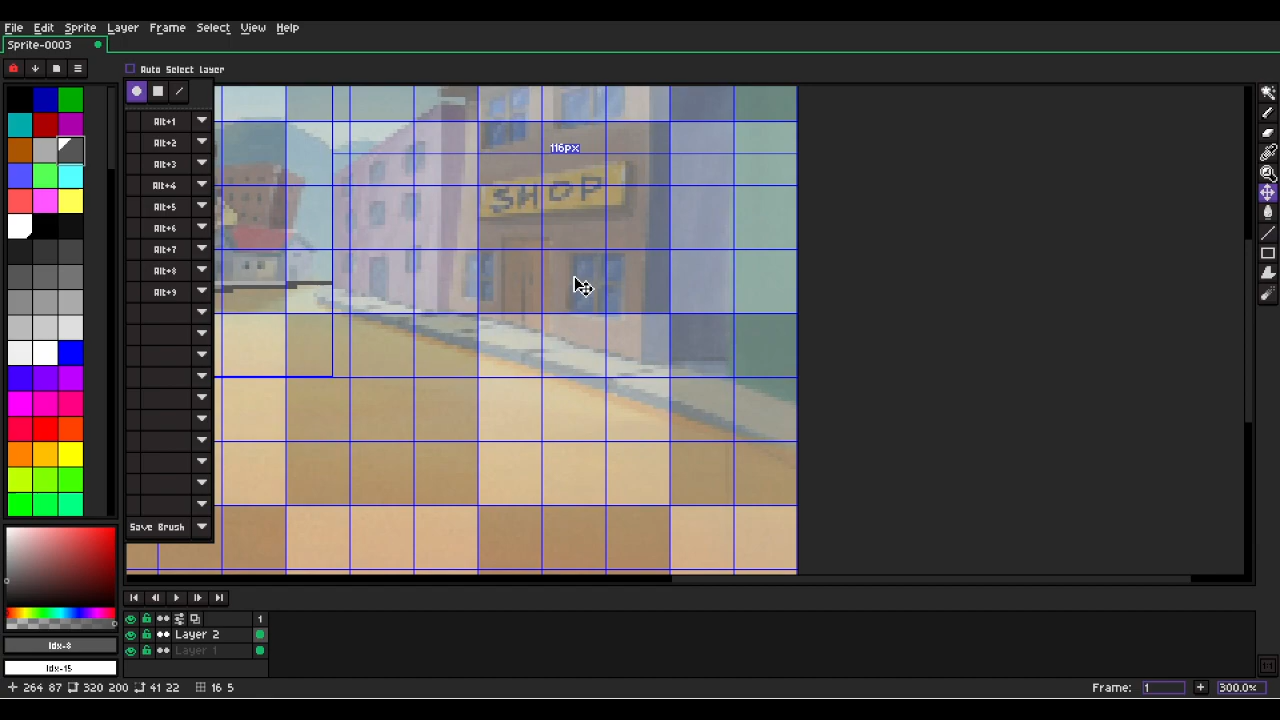 File Edit Sprite Layer Frame Select View Help
Sprite-0003
Auto Select Layer
Alt+1
116px
Alt+2
Alt+3
Alt+4
SHOP
Alt+5
Alt+6
Alt+7
Alt+8
Alt+9
Save Brush
1
Layer 2
Idx-8
Layer 1
Idx-15
264 87 320 200 41 22 16 5
Frame: 1 + 300.0%
1:1